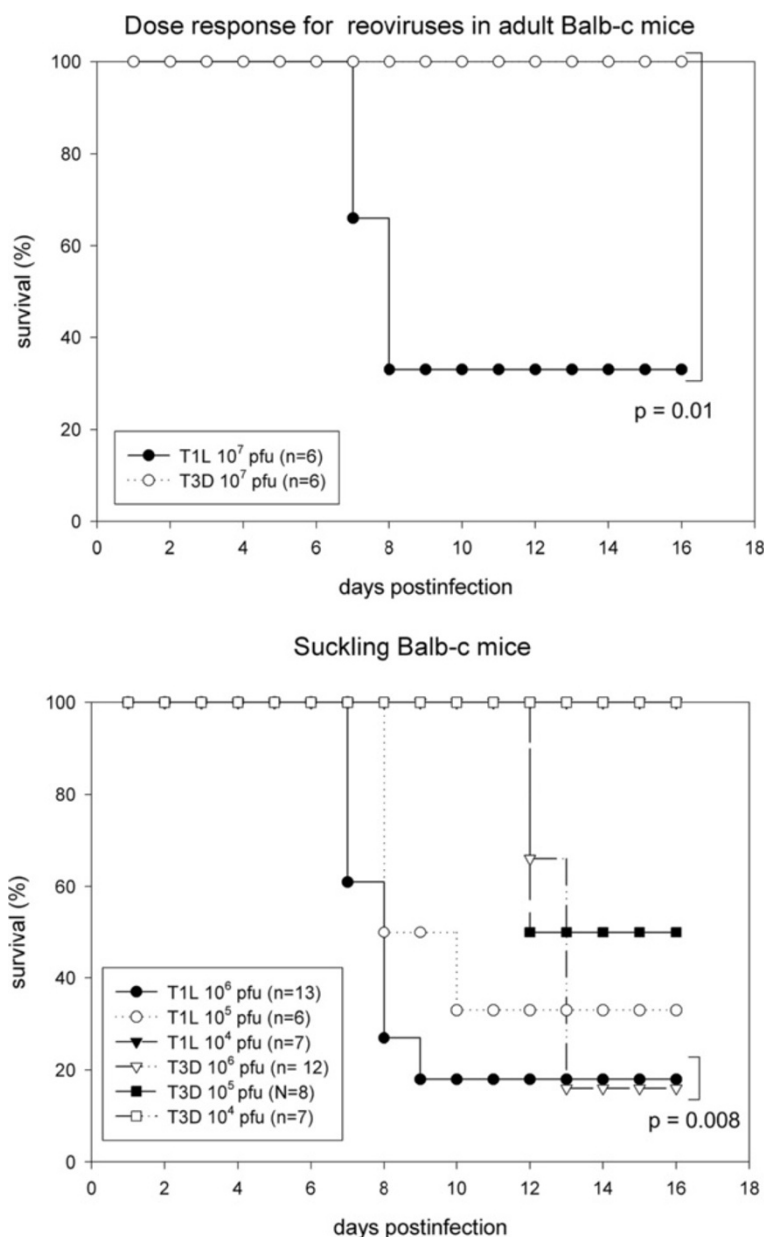 Dose response for reoviruses in adult Balb-c mice
100
80
60
40
20
0
survival (%)
p = 0.01
T1L 10⁷ pfu (n=6)
T3D 10⁷ pfu (n=6)
0 2 4 6 8 10 12 14 16 18
days postinfection
Suckling Balb-c mice
100
80
60
40
20
0
survival (%)
T1L 10⁶ pfu (n=13)
T1L 10⁵ pfu (n=6)
T1L 10⁴ pfu (n=7)
T3D 10⁶ pfu (n= 12)
T3D 10⁵ pfu (N=8)
T3D 10⁴ pfu (n=7)
p = 0.008
0 2 4 6 8 10 12 14 16 18
days postinfection